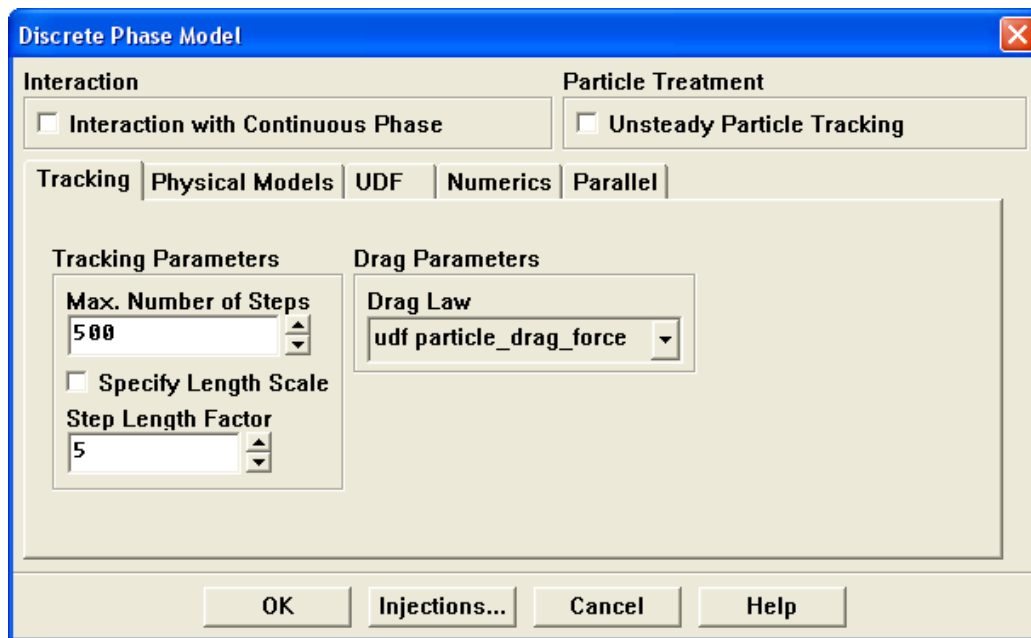 Discrete Phase Model
Interaction
Particle Treatment
Interaction with Continuous Phase
Unsteady Particle Tracking
Tracking
Physical Models
UDF
Numerics
Parallel
Tracking Parameters
Drag Parameters
Max. Number of Steps
500
Drag Law
udf particle_drag_force
Specify Length Scale
Step Length Factor
5
OK
Injections...
Cancel
Help